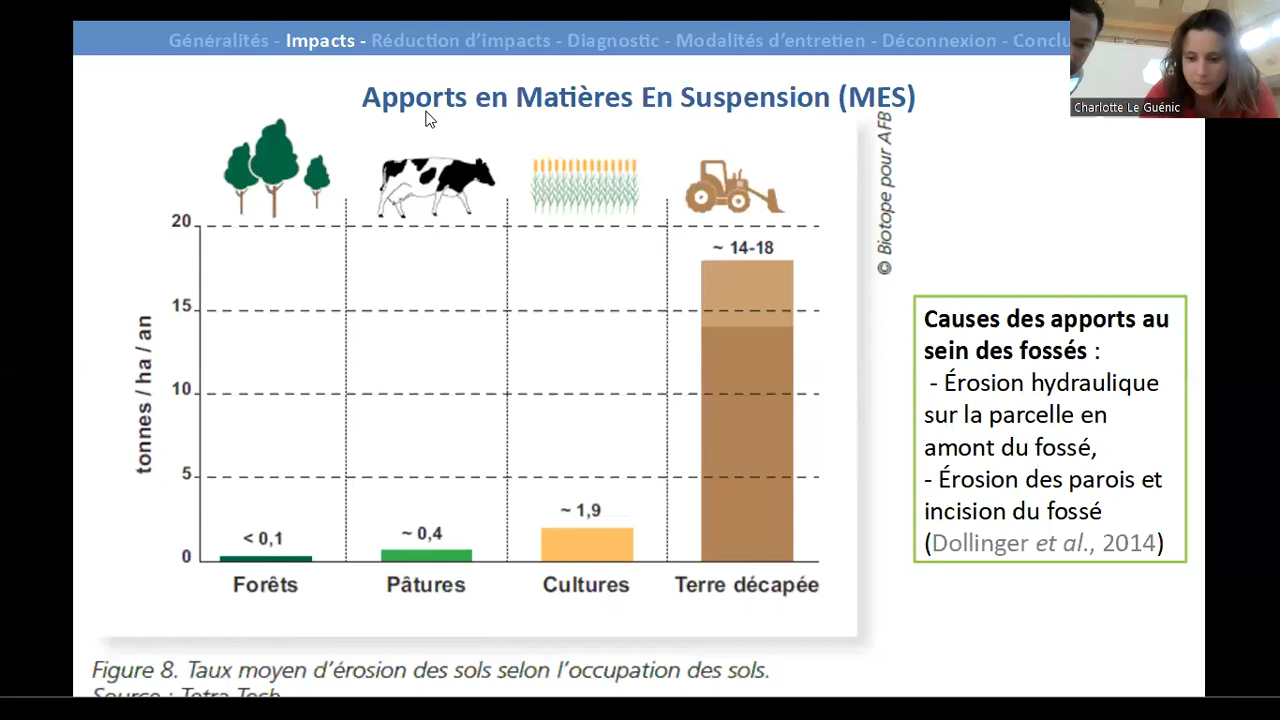 Généralités - Impacts - Réduction d'impacts - Diagnostic - Modalités d'entretien - Déconnexion - Conclu
Charlotte Le Guénic
Apports en Matières En Suspension (MES)
© Biotope pour AFB
20
15
10
5
0
tonnes / ha / an
< 0,1
~ 0,4
~ 1,9
~ 14-18
Forêts
Pâtures
Cultures
Terre décapée
Causes des apports au
sein des fossés :
- Érosion hydraulique
sur la parcelle en
amont du fossé,
- Érosion des parois et
incision du fossé
(Dollinger et al., 2014)
Figure 8. Taux moyen d'érosion des sols selon l'occupation des sols.
Source : Tetra Tech